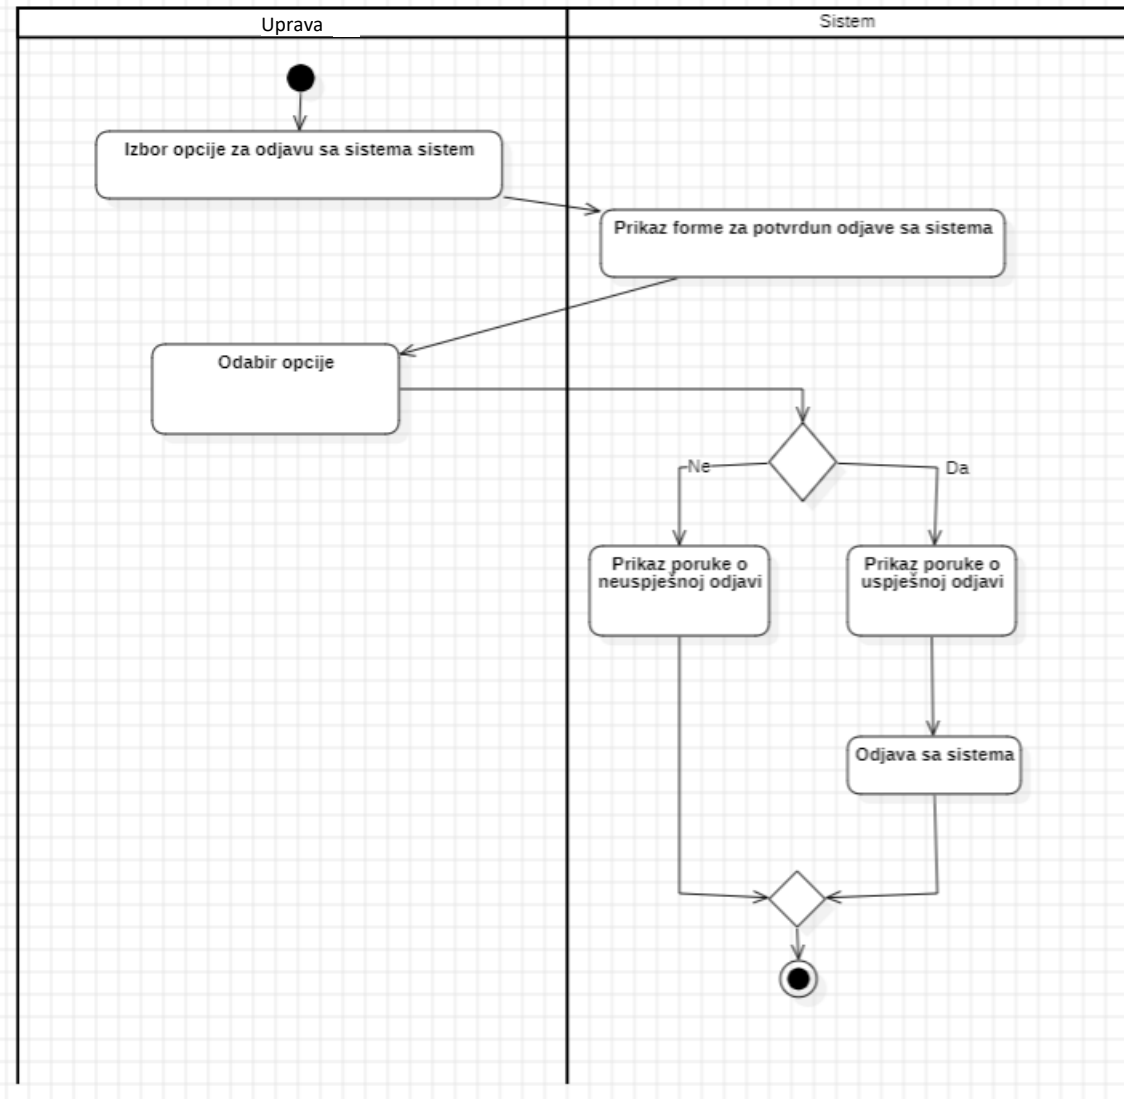 Uprava
Sistem
Izbor opcije za odjavu sa sistema sistem
Prikaz forme za potvrdun odjave sa sistema
Odabir opcije
Ne
Da
Prikaz poruke o
neuspješnoj odjavi
Prikaz poruke o
uspješnoj odjavi
Odjava sa sistema